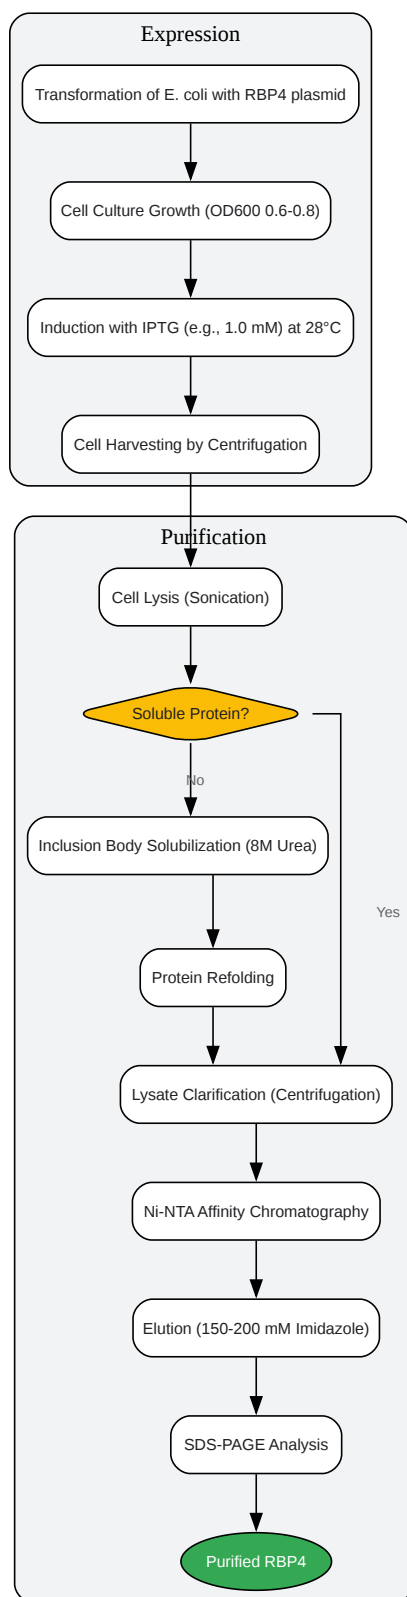 Expression
Transformation of E. coli with RBP4 plasmid
Cell Culture Growth (OD600 0.6-0.8)
Induction with IPTG (e.g., 1.0 mM) at 28°C
Cell Harvesting by Centrifugation
Purification
Cell Lysis (Sonication)
Soluble Protein?
No
Inclusion Body Solubilization (8M Urea)
Yes
Protein Refolding
Lysate Clarification (Centrifugation)
Ni-NTA Affinity Chromatography
Elution (150-200 mM Imidazole)
SDS-PAGE Analysis
Purified RBP4